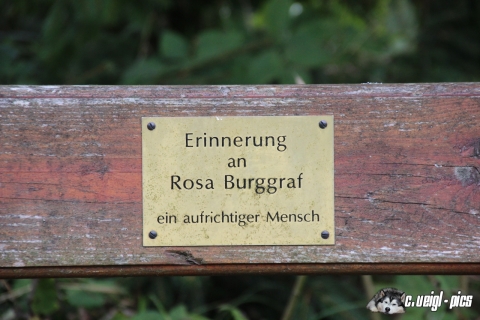 Erinnerung
an
Rosa Burggraf
ein aufrichtiger Mensch
c.veigl-pics